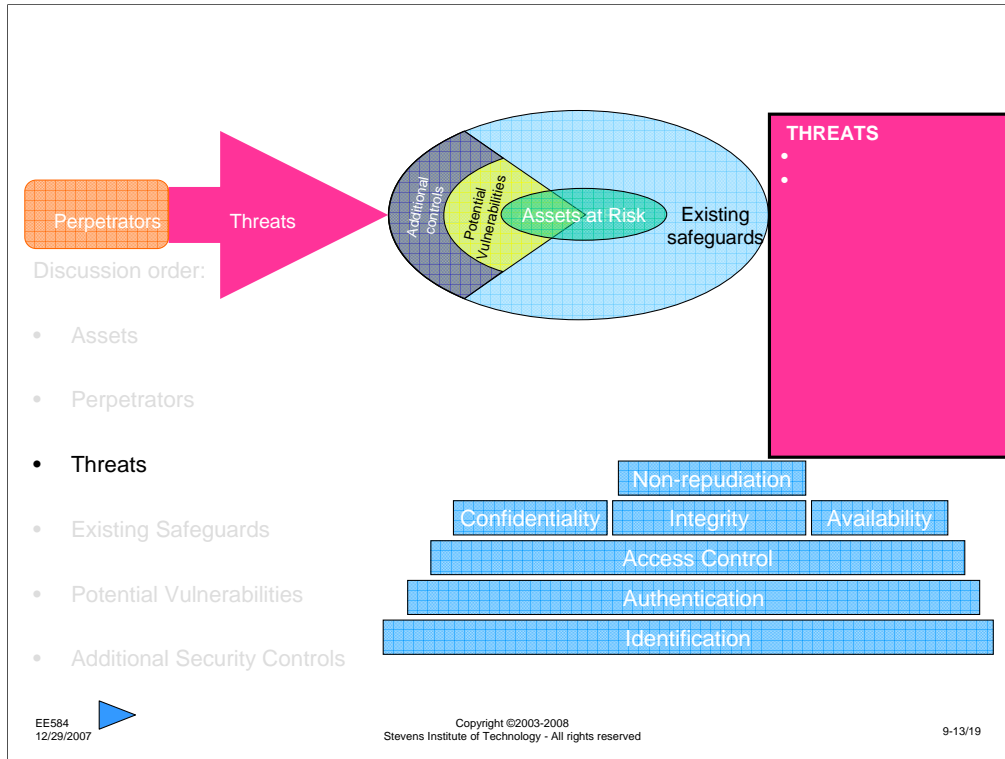 THREATS
•
•
Perpetrators
Threats
Additional
controls
Potential
Vulnerabilities
Assets at Risk
Existing
safeguards
Discussion order:
• Assets
• Perpetrators
• Threats
• Existing Safeguards
• Potential Vulnerabilities
• Additional Security Controls
Non-repudiation
Confidentiality
Integrity
Availability
Access Control
Authentication
Identification
EE584
12/29/2007
Copyright ©2003-2008
Stevens Institute of Technology - All rights reserved
9-13/19